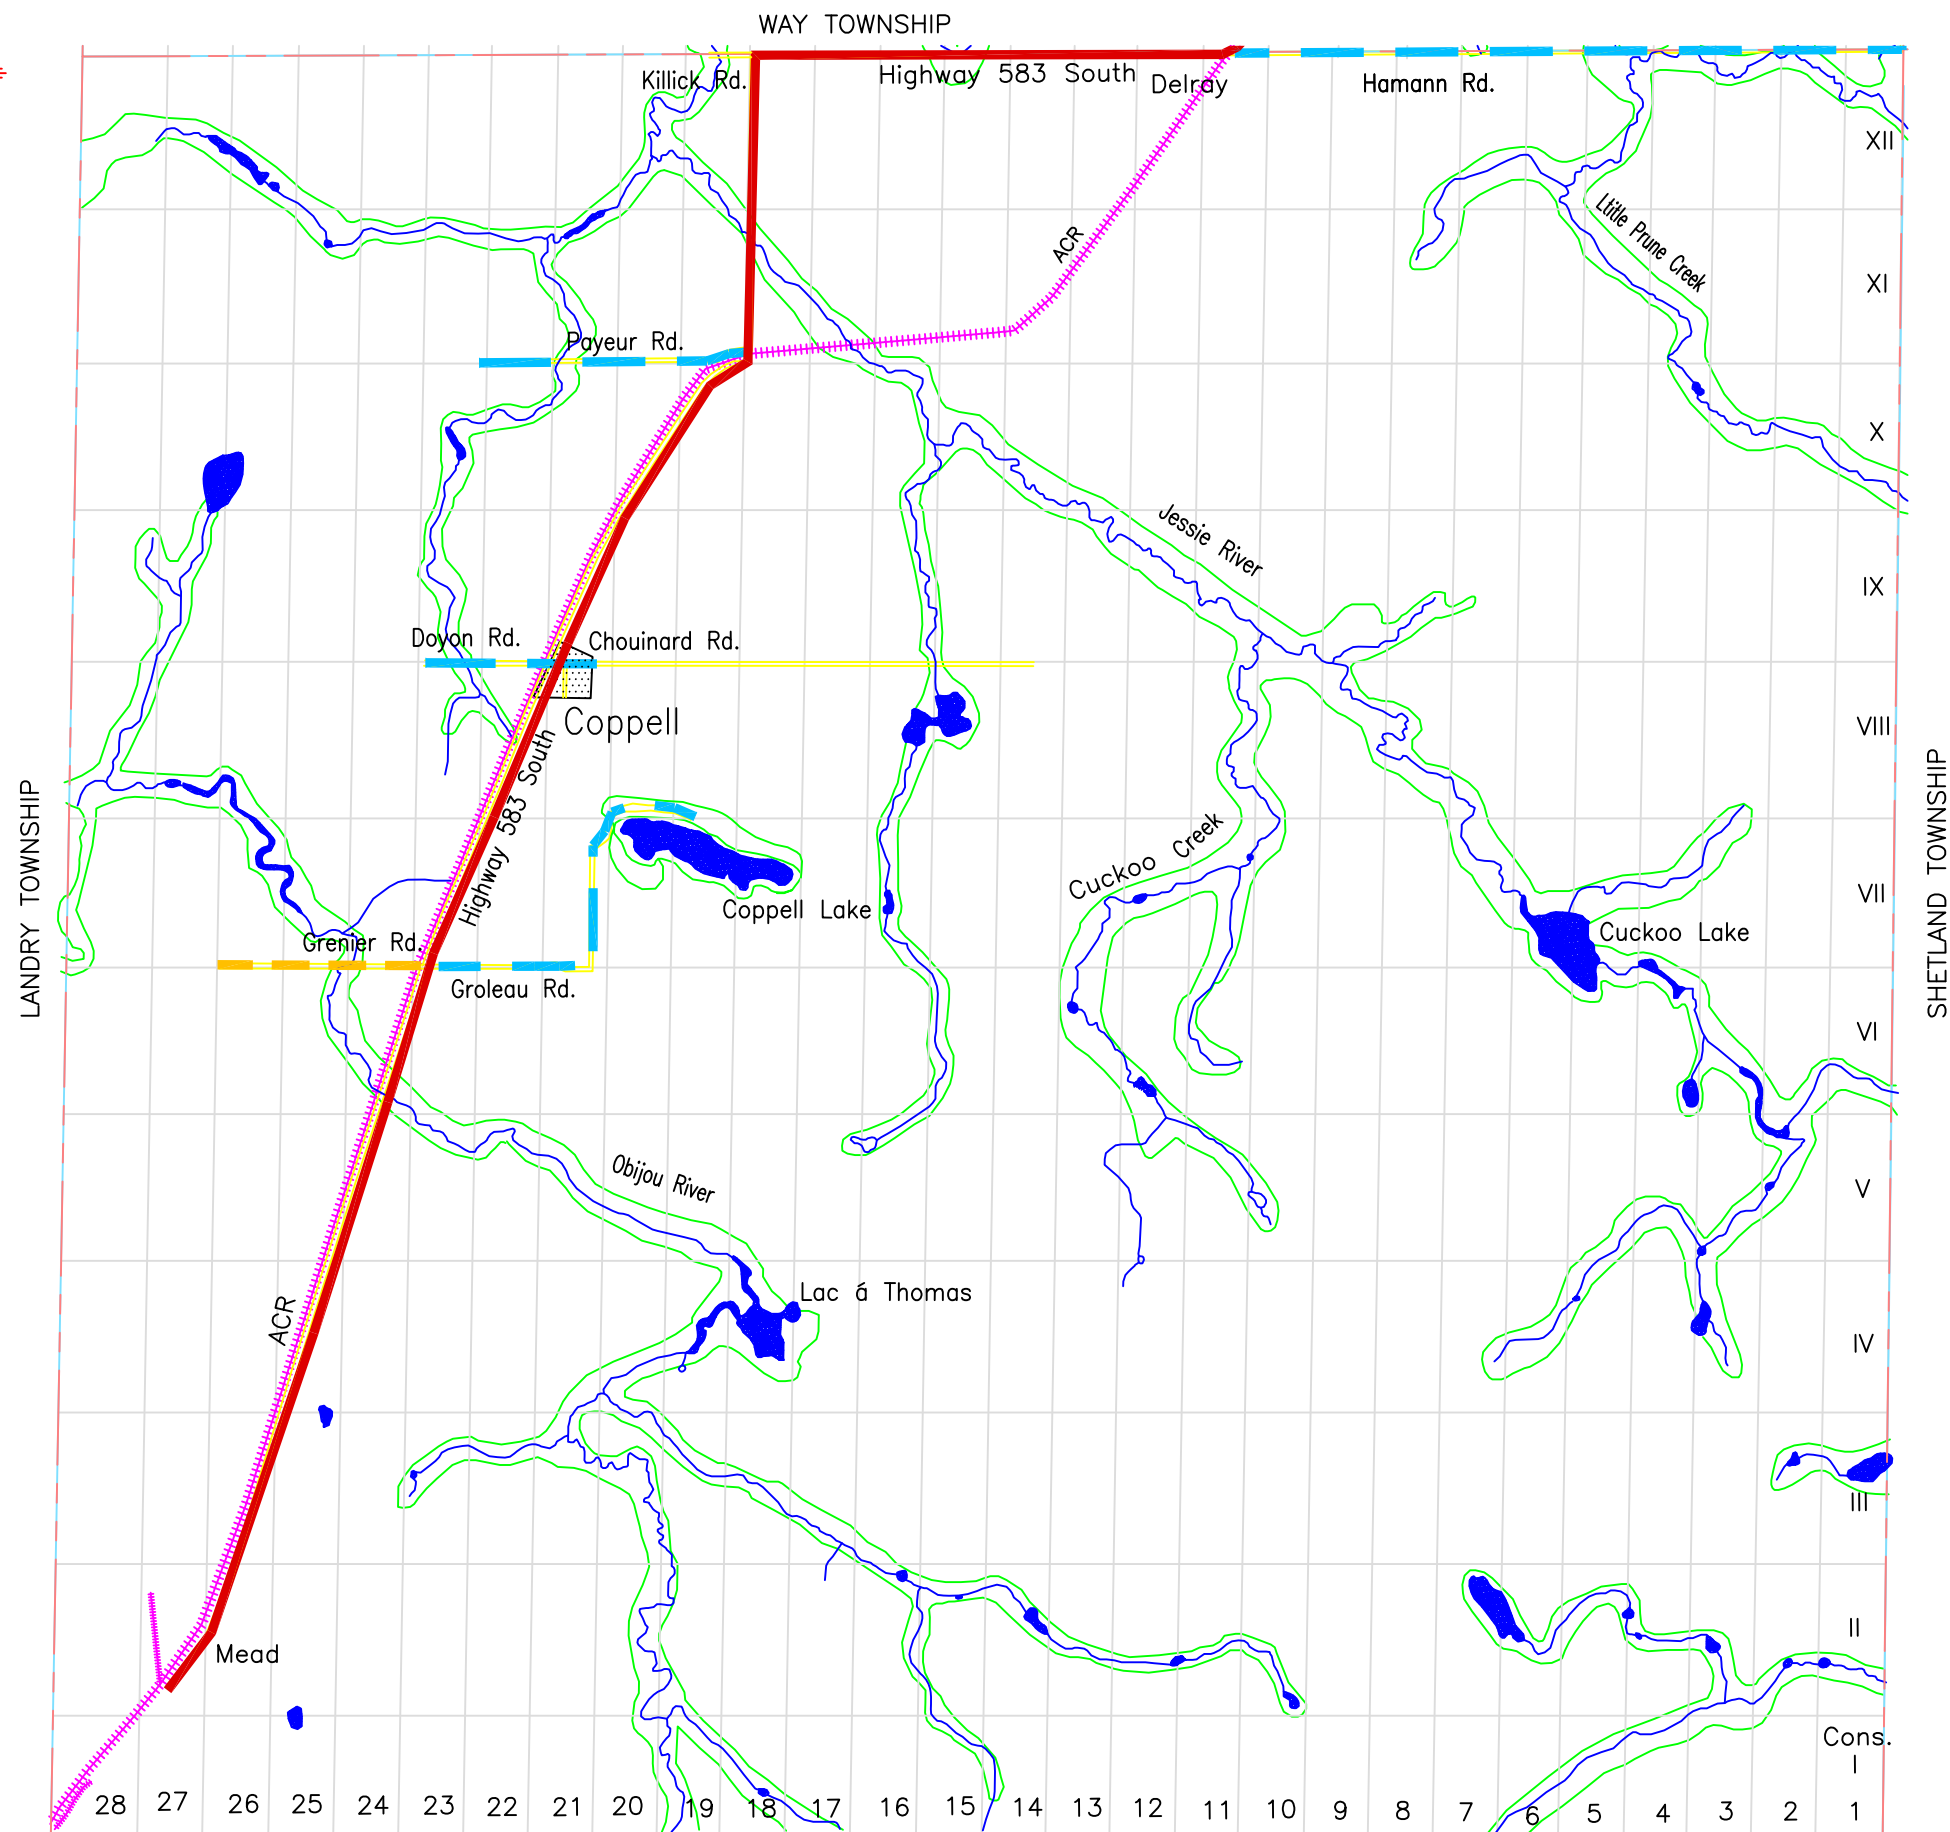 WAY TOWNSHIP
Killick Rd.
Highway 583 South
Delray
Hamann Rd.
XII
Ltitle Prune Creek
ACR
XI
Payeur Rd.
X
Jessie River
IX
Doyon Rd.
Chouinard Rd.
Coppell
VIII
Highway 583 South
LANDRY TOWNSHIP
SHETLAND TOWNSHIP
Cuckoo Creek
VII
Coppell Lake
Cuckoo Lake
Grenier Rd.
Groleau Rd.
VI
Obijou River
V
Lac á Thomas
ACR
IV
III
II
Mead
Cons.
I
28 27 26 25 24 23 22 21 20 19 18 17 16 15 14 13 12 11 10 9 8 7 6 5 4 3 2 1